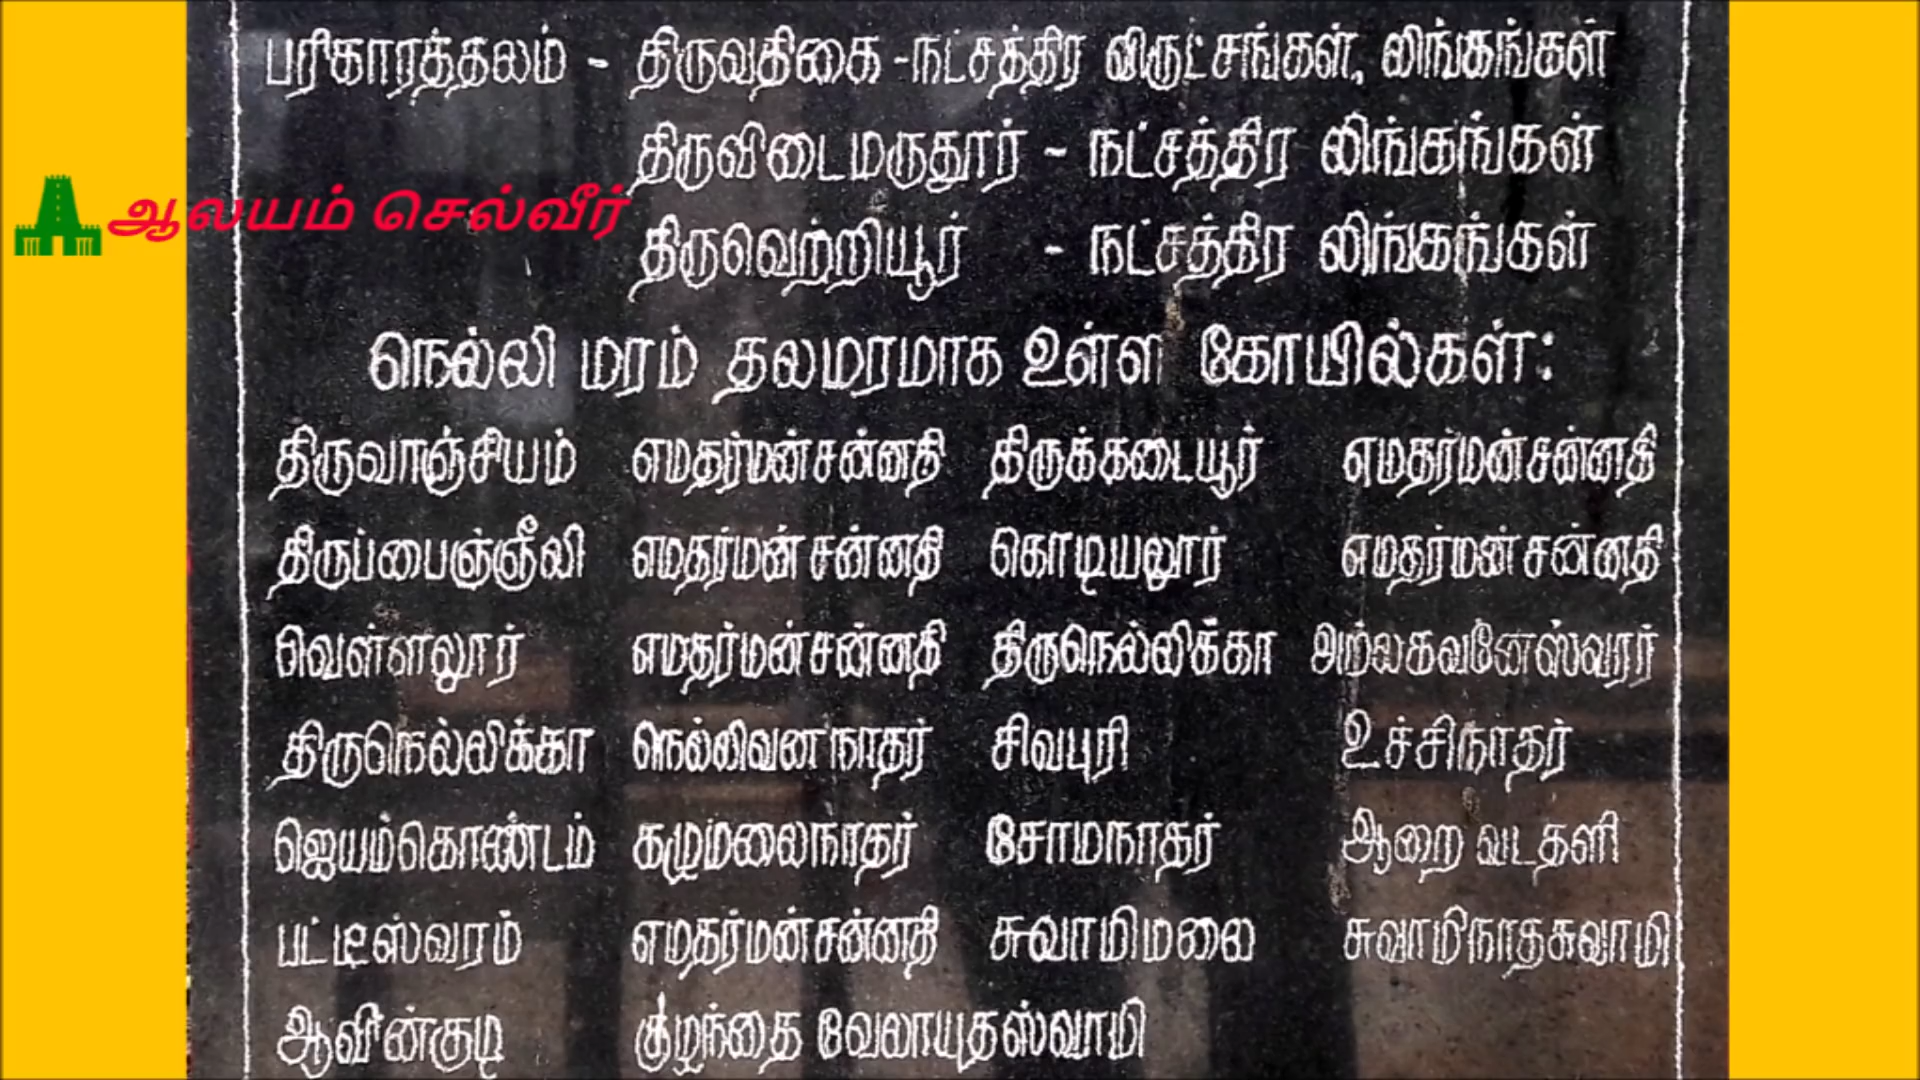 பரிகாரத்தலம் - திருவதிகை -நட்சத்திர விருட்சங்கள், லிங்கங்கள்
திருவிடைமருதூர் - நட்சத்திர லிங்கங்கள்
ஆலயம் செல்வீர்
திருவெற்றியூர் - நட்சத்திர லிங்கங்கள்
நெல்லி மரம் தலமரமாக உள்ள கோயில்கள்:
திருவாஞ்சியம் எமதர்மன்சன்னதி திருக்கடையூர் எமதர்மன்சன்னதி
திருப்பைஞ்ஞீலி எமதர்மன்சன்னதி கொடியலூர் எமதர்மன்சன்னதி
வெள்ளலூர் எமதர்மன்சன்னதி திருநெல்லிக்கா
திருநெல்லிக்கா நெல்லிவனநாதர் சிவபுரி உச்சிநாதர்
ஜெயம்கொண்டம் கழுமலைநாதர் சோமநாதர் ஆறை வடதளி
பட்டீஸ்வரம் எமதர்மன்சன்னதி சுவாமிமலை சுவாமிநாதசுவாமி
ஆவின்குடி குழந்தை வேலாயுதஸ்வாமி